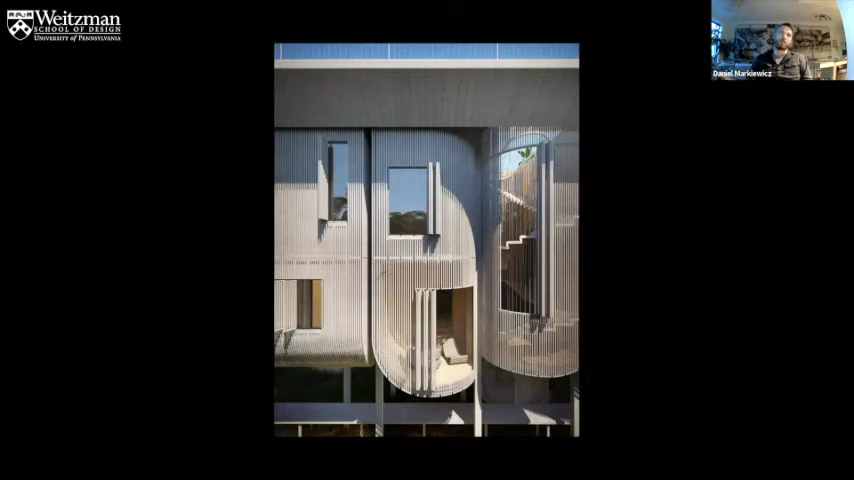 Weitzman
SCHOOL OF DESIGN
UNIVERSITY OF PENNSYLVANIA
Daniel Markiewicz